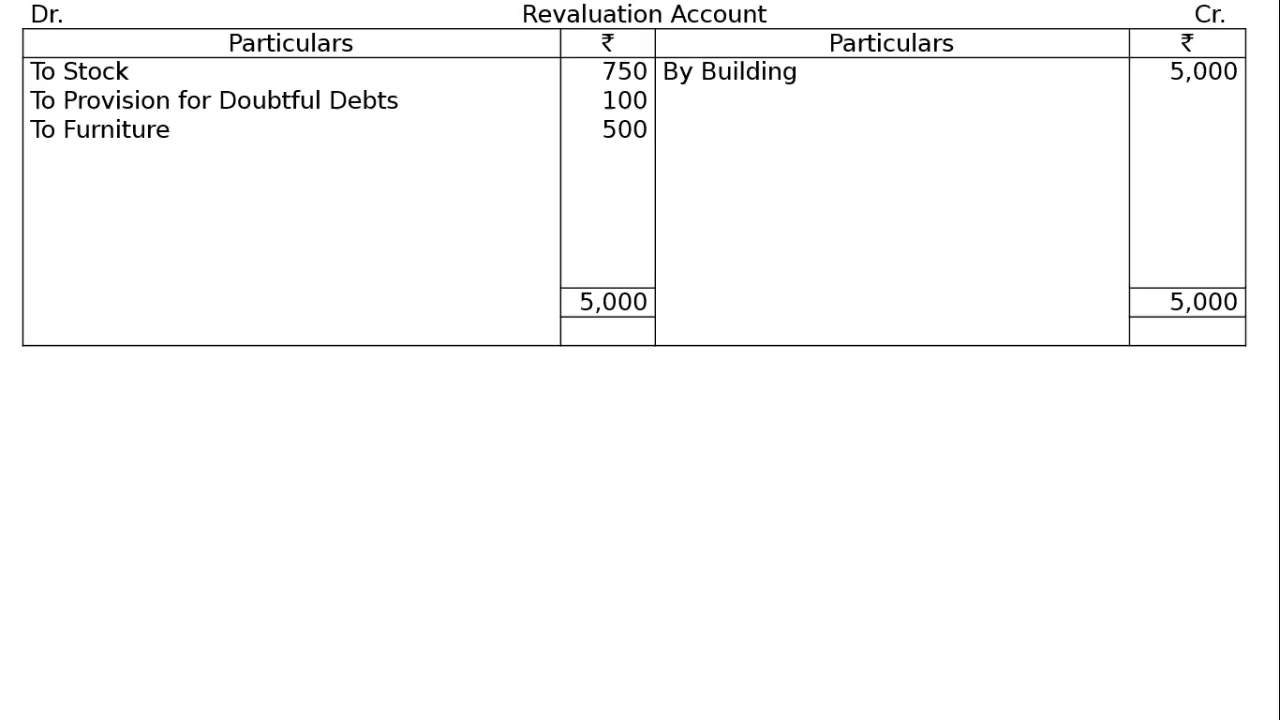 Dr. Revaluation Account Cr.
Particulars ₹ Particulars ₹
To Stock 750 By Building 5,000
To Provision for Doubtful Debts 100
To Furniture 500
5,000 5,000